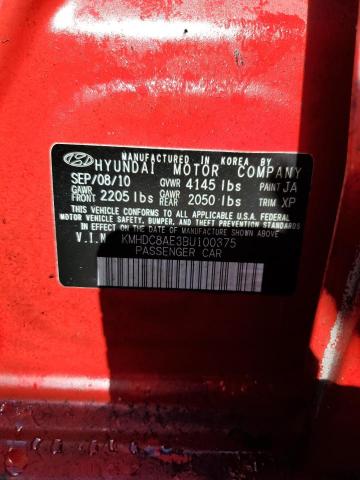 MANUFACTURED IN KOREA BY
HYUNDAI MOTOR COMPANY
SEP/08/10 GVWR 4145 lbs PAINT JA
GAWR FRONT 2205 lbs GAWR REAR 2050 lbs TRIM XP
THIS VEHICLE CONFORMS TO ALL APPLICABLE U.S. FEDERAL
MOTOR VEHICLE SAFETY, BUMPER, AND THEFT PREVENTION STANDARDS
IN EFFECT ON THE DATE OF MANUFACTURE SHOWN ABOVE.
V.I.N KMHDC8AE3BU100375
PASSENGER CAR